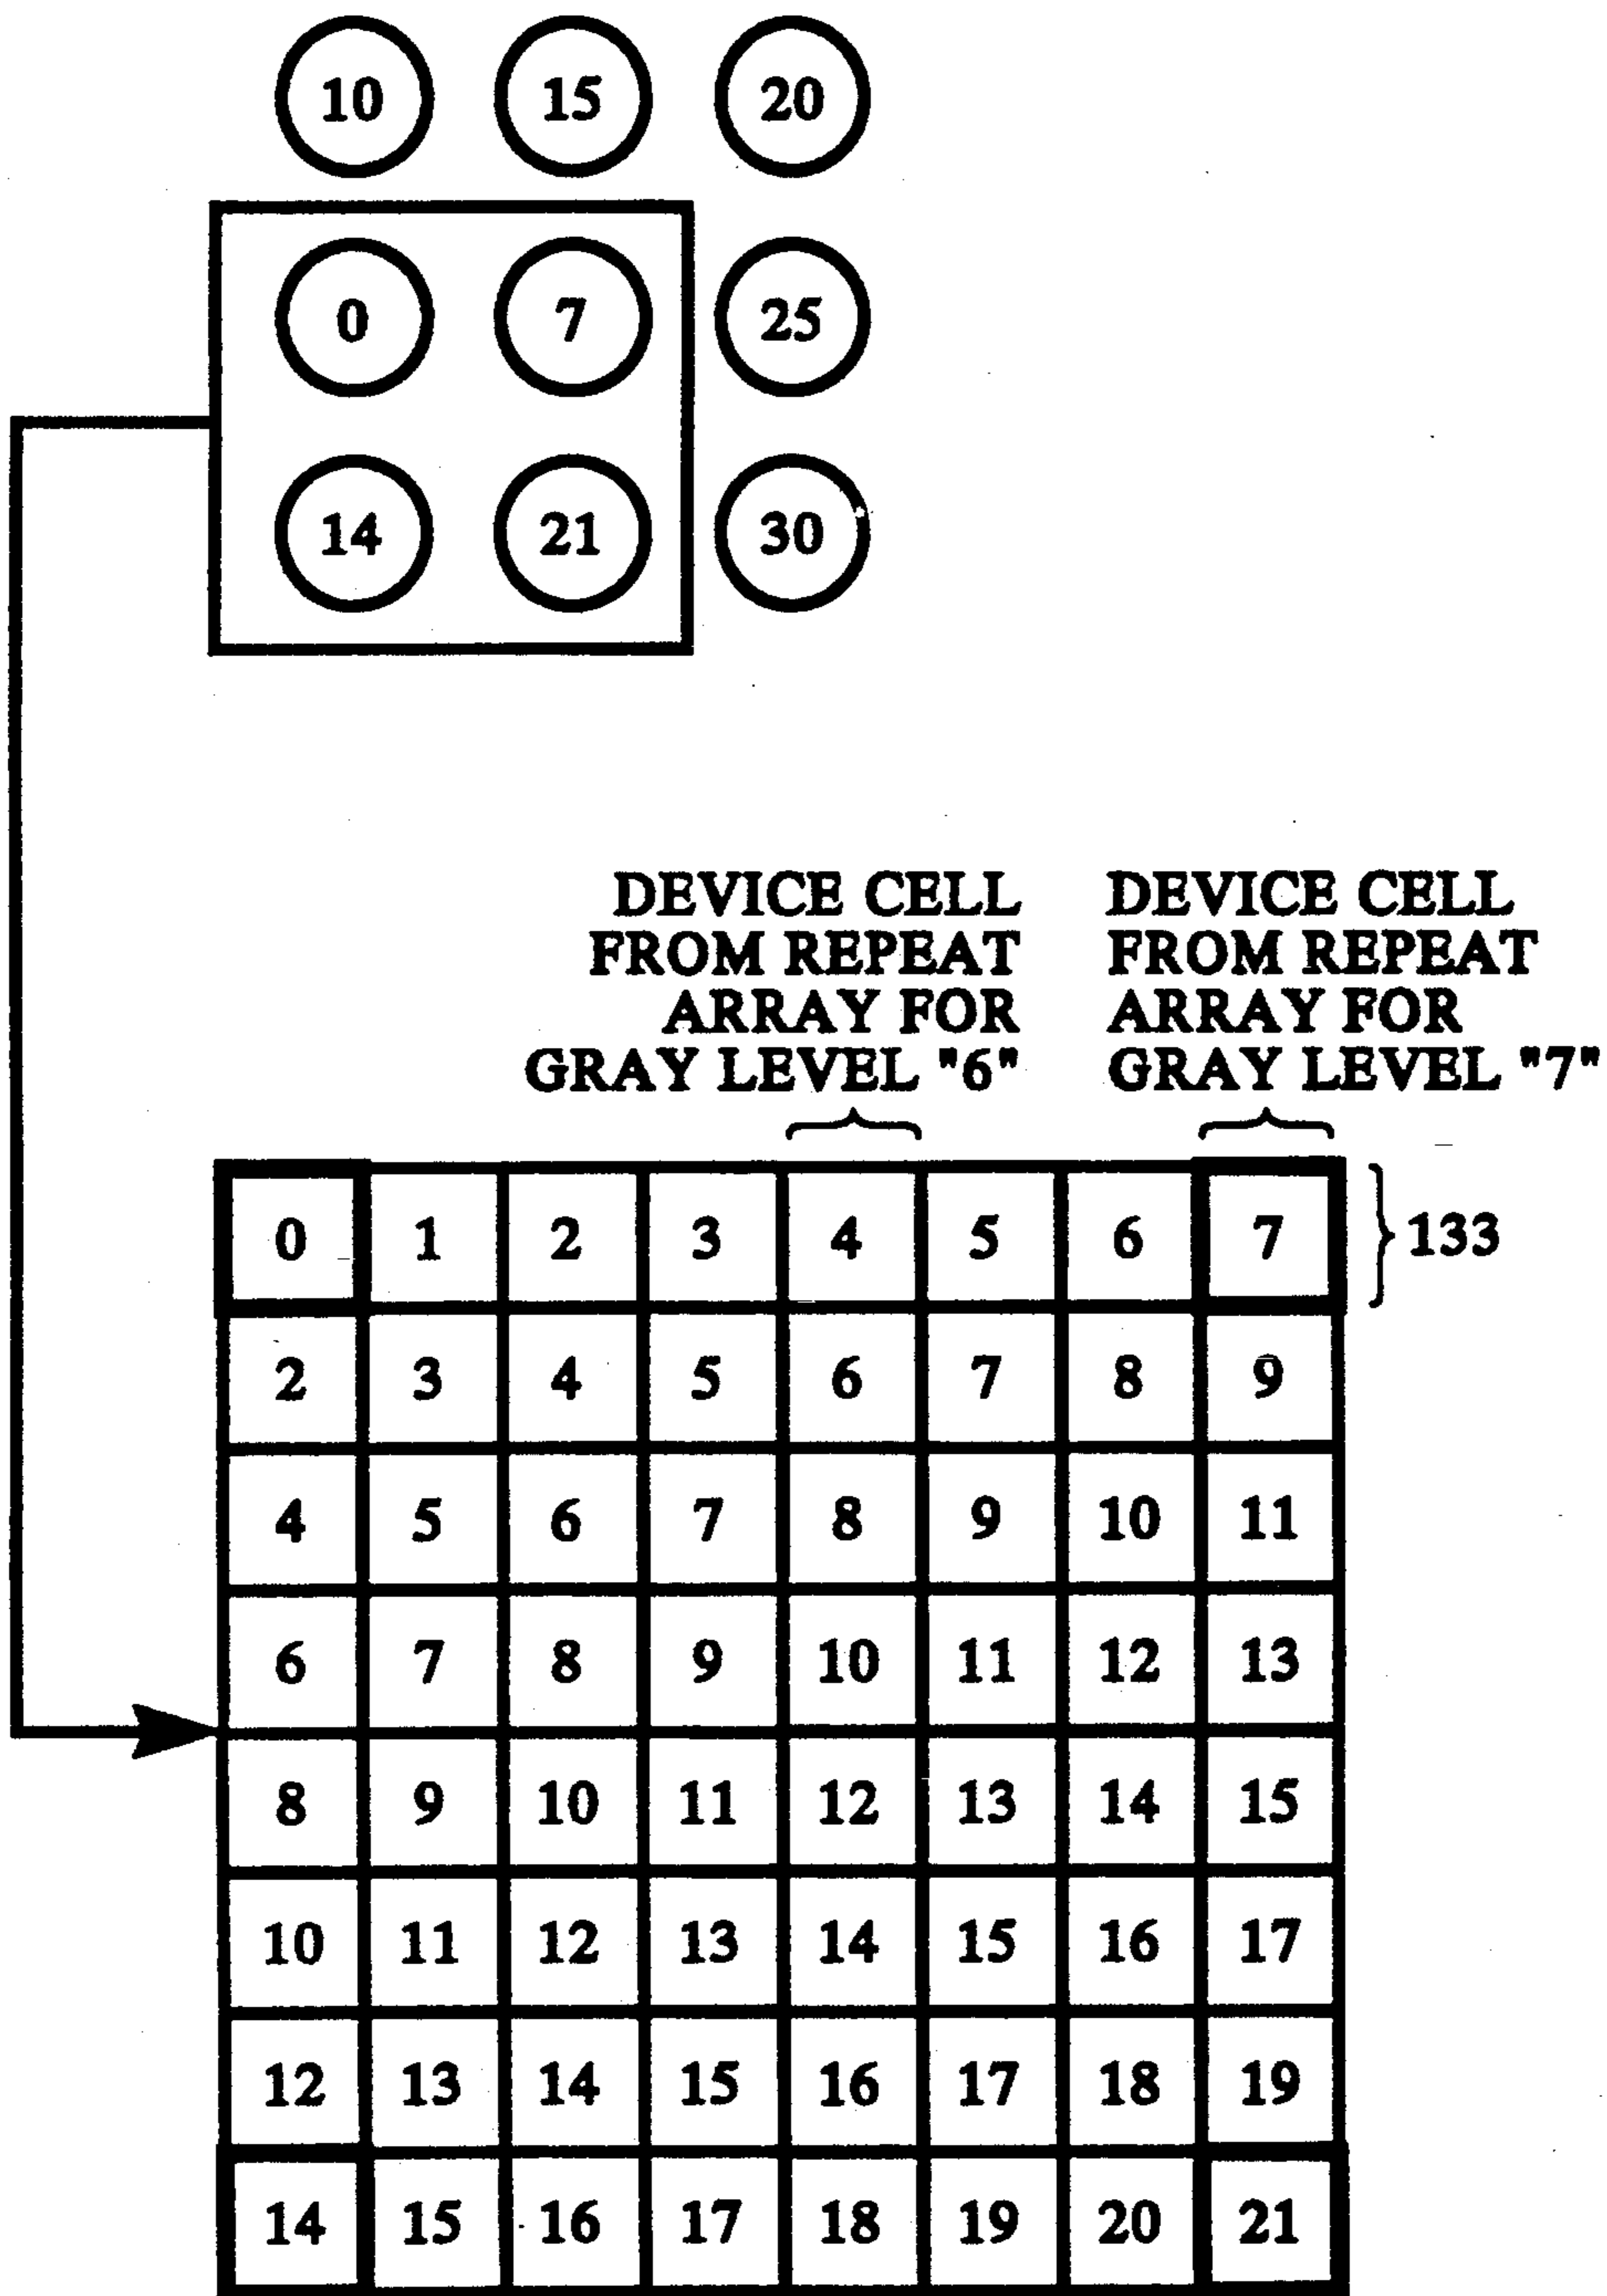 10 15 20
0 7 25
14 21 30
DEVICE CELL
FROM REPEAT
ARRAY FOR
GRAY LEVEL "6"
DEVICE CELL
FROM REPEAT
ARRAY FOR
GRAY LEVEL "7"
0 1 2 3 4 5 6 7 133
2 3 4 5 6 7 8 9
4 5 6 7 8 9 10 11
6 7 8 9 10 11 12 13
8 9 10 11 12 13 14 15
10 11 12 13 14 15 16 17
12 13 14 15 16 17 18 19
14 15 16 17 18 19 20 21